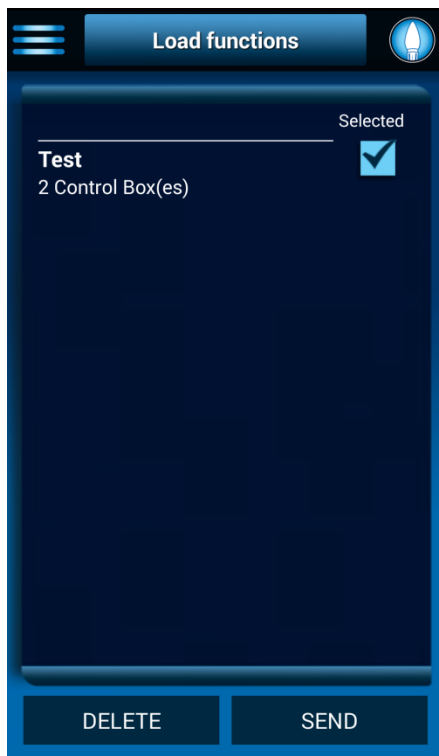 Load functions
Selected
Test
2 Control Box(es)
DELETE
SEND